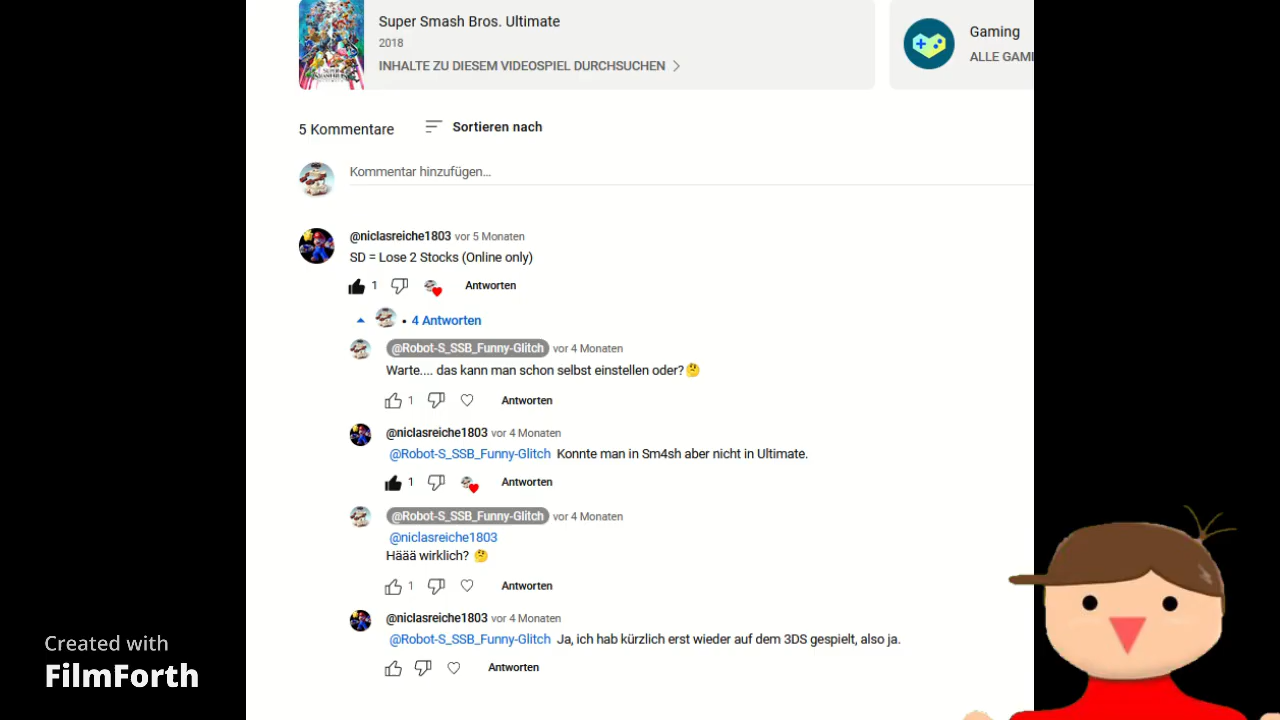 Super Smash Bros. Ultimate
2018
INHALTE ZU DIESEM VIDEOSPIEL DURCHSUCHEN
Gaming
ALLE GAMI
5 Kommentare
Sortieren nach
Kommentar hinzufügen...
@niclasreiche1803 vor 5 Monaten
SD = Lose 2 Stocks (Online only)
1 Antworten
• 4 Antworten
@Robot-S_SSB_Funny-Glitch vor 4 Monaten
Warte.... das kann man schon selbst einstellen oder?🤔
1 Antworten
@niclasreiche1803 vor 4 Monaten
@Robot-S_SSB_Funny-Glitch Konnte man in Sm4sh aber nicht in Ultimate.
1 Antworten
@Robot-S_SSB_Funny-Glitch vor 4 Monaten
@niclasreiche1803
Häää wirklich? 🤔
1 Antworten
@niclasreiche1803 vor 4 Monaten
@Robot-S_SSB_Funny-Glitch Ja, ich hab kürzlich erst wieder auf dem 3DS gespielt, also ja.
Antworten
Created with
FilmForth